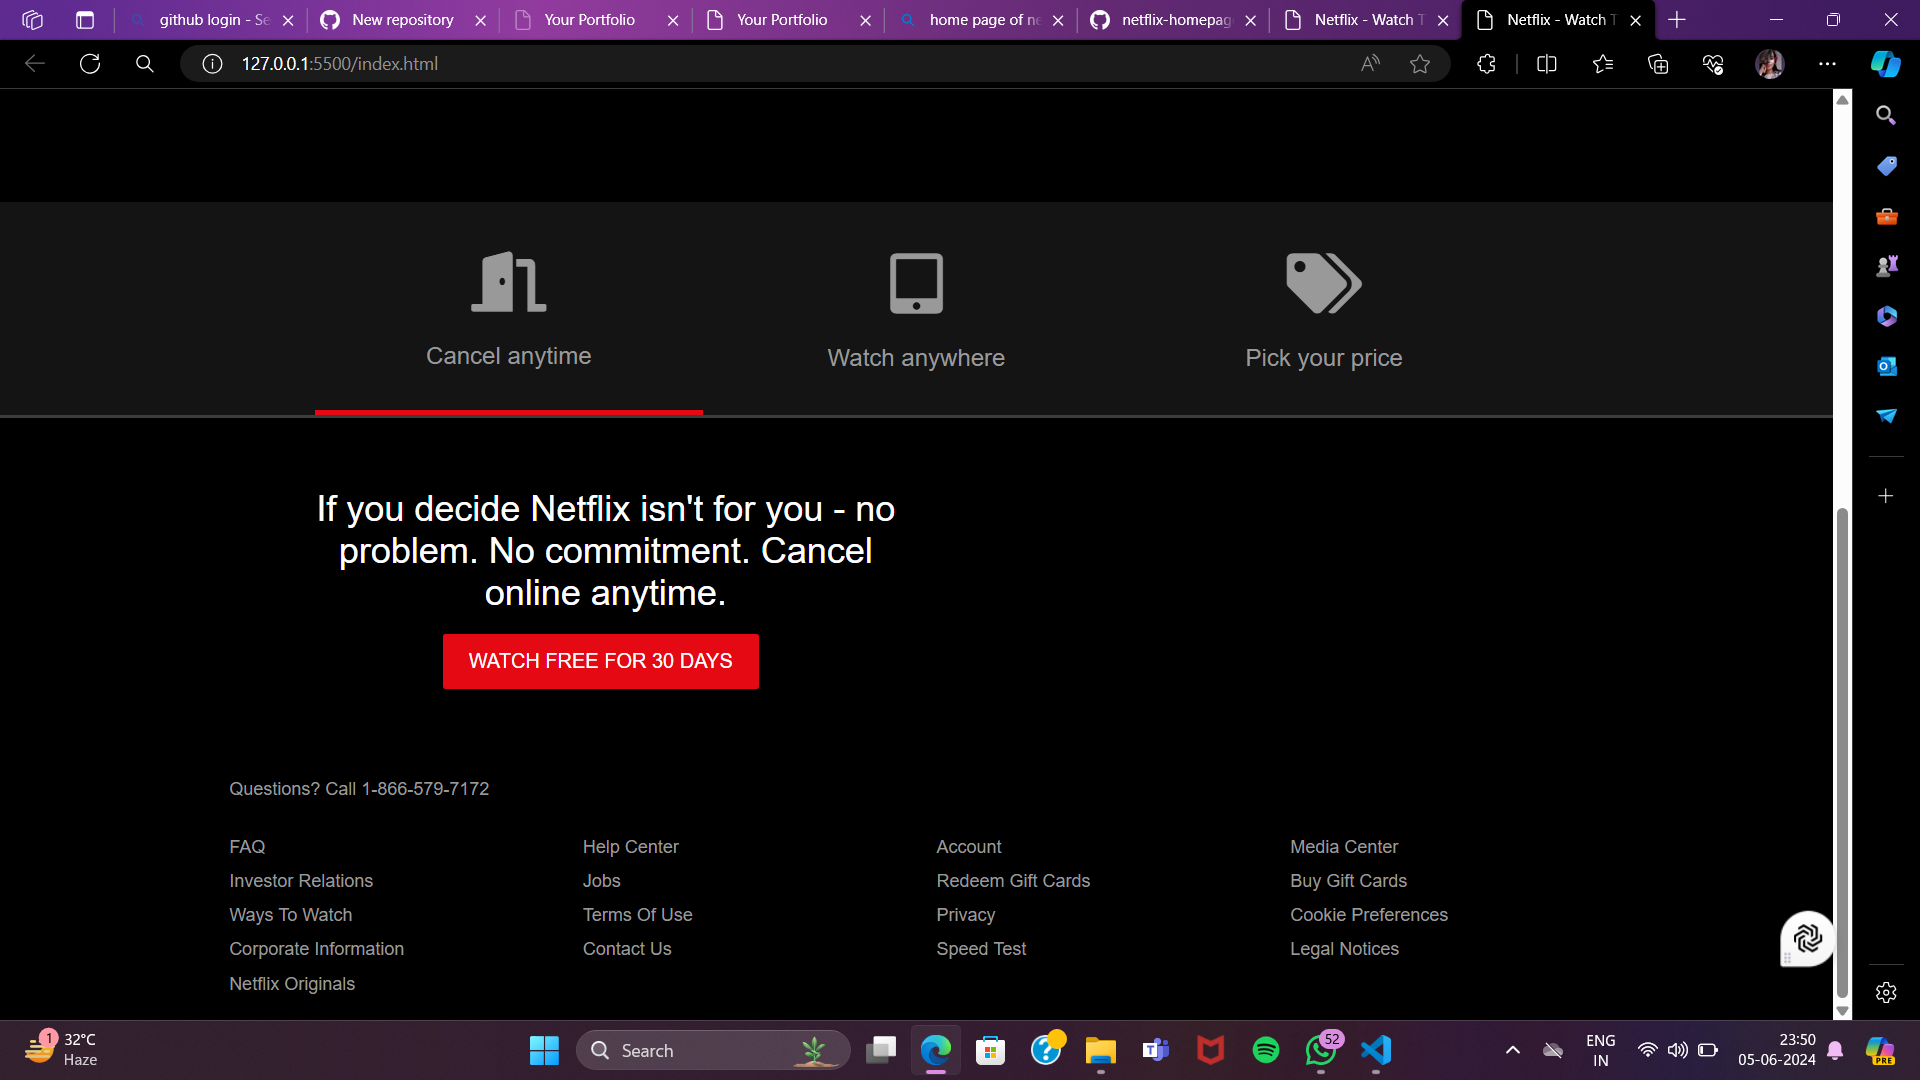 github login - Se
New repository
Your Portfolio
Your Portfolio
home page of ne
netflix-homepag
Netflix - Watch T
Netflix - Watch T
127.0.0.1:5500/index.html
Cancel anytime
Watch anywhere
Pick your price
If you decide Netflix isn't for you - no
problem. No commitment. Cancel
online anytime.
WATCH FREE FOR 30 DAYS
Questions? Call 1-866-579-7172
FAQ
Help Center
Account
Media Center
Investor Relations
Jobs
Redeem Gift Cards
Buy Gift Cards
Ways To Watch
Terms Of Use
Privacy
Cookie Preferences
Corporate Information
Contact Us
Speed Test
Legal Notices
Netflix Originals
1
32°C
Haze
Search
52
ENG
IN
23:50
05-06-2024
PRE